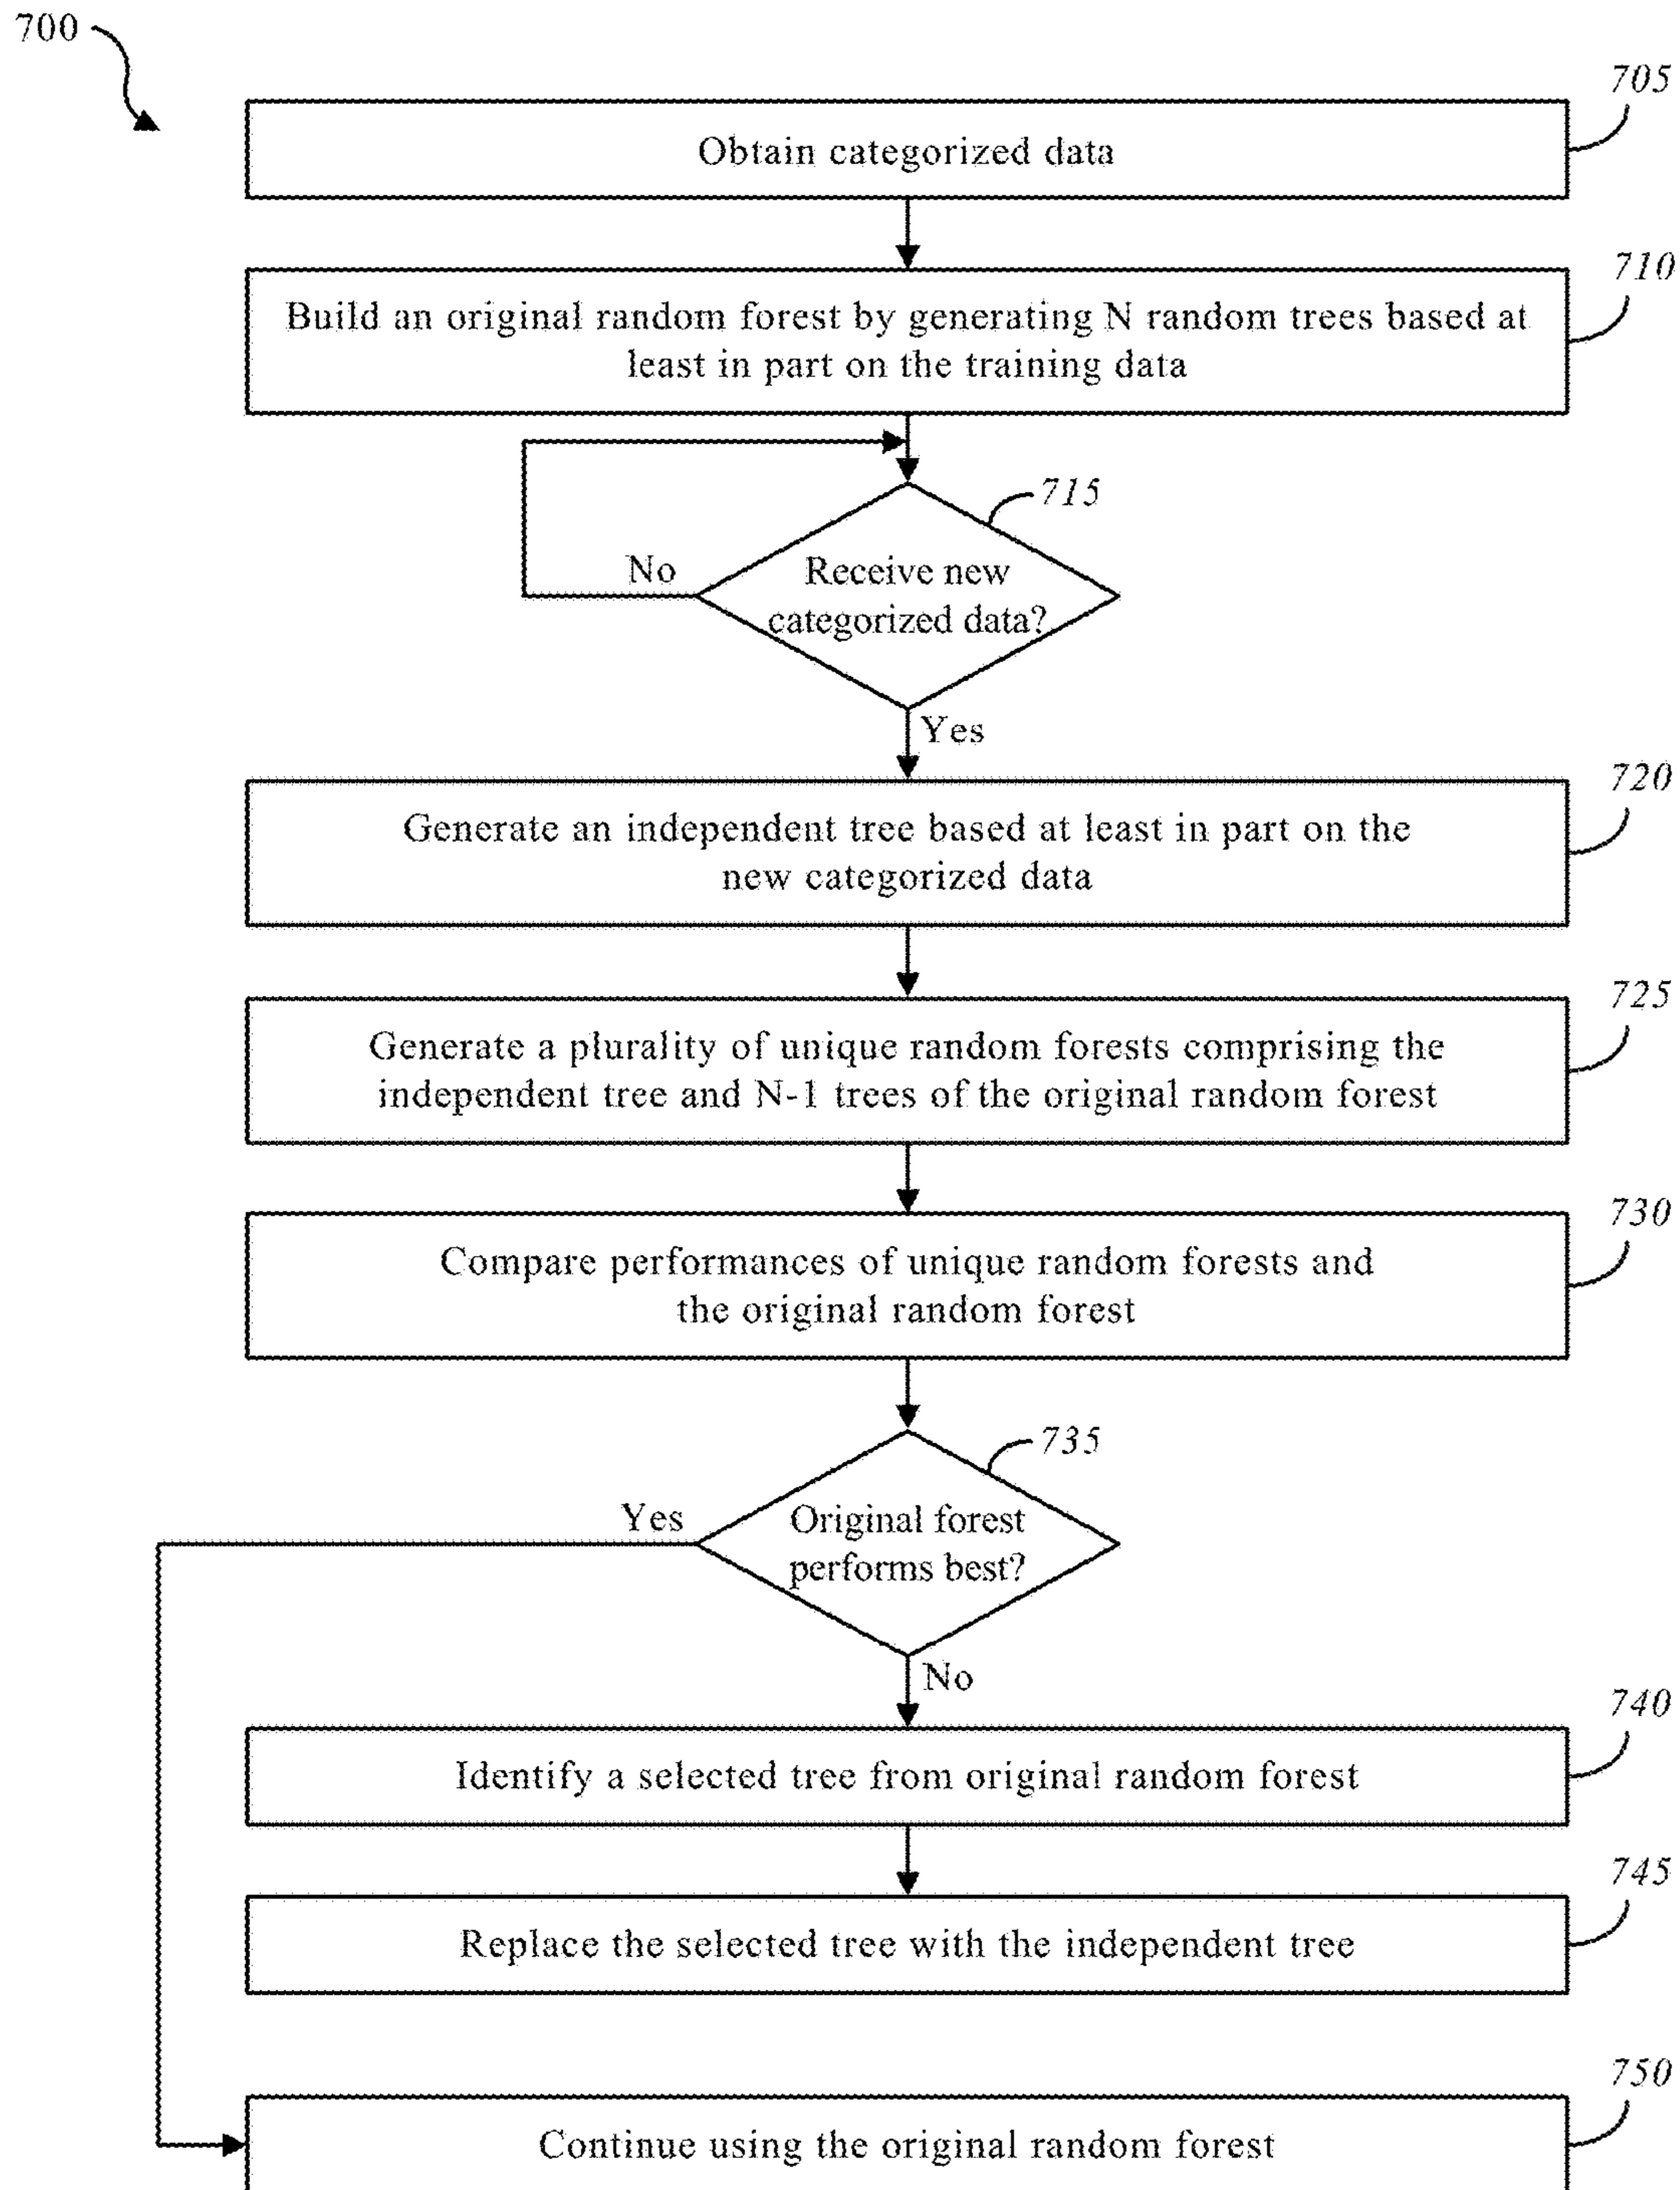 700
705
Obtain categorized data
710
Build an original random forest by generating N random trees based at
least in part on the training data
715
No
Receive new
categorized data?
Yes
720
Generate an independent tree based at least in part on the
new categorized data
725
Generate a plurality of unique random forests comprising the
independent tree and N-1 trees of the original random forest
730
Compare performances of unique random forests and
the original random forest
735
Yes
Original forest
performs best?
No
740
Identify a selected tree from original random forest
745
Replace the selected tree with the independent tree
750
Continue using the original random forest